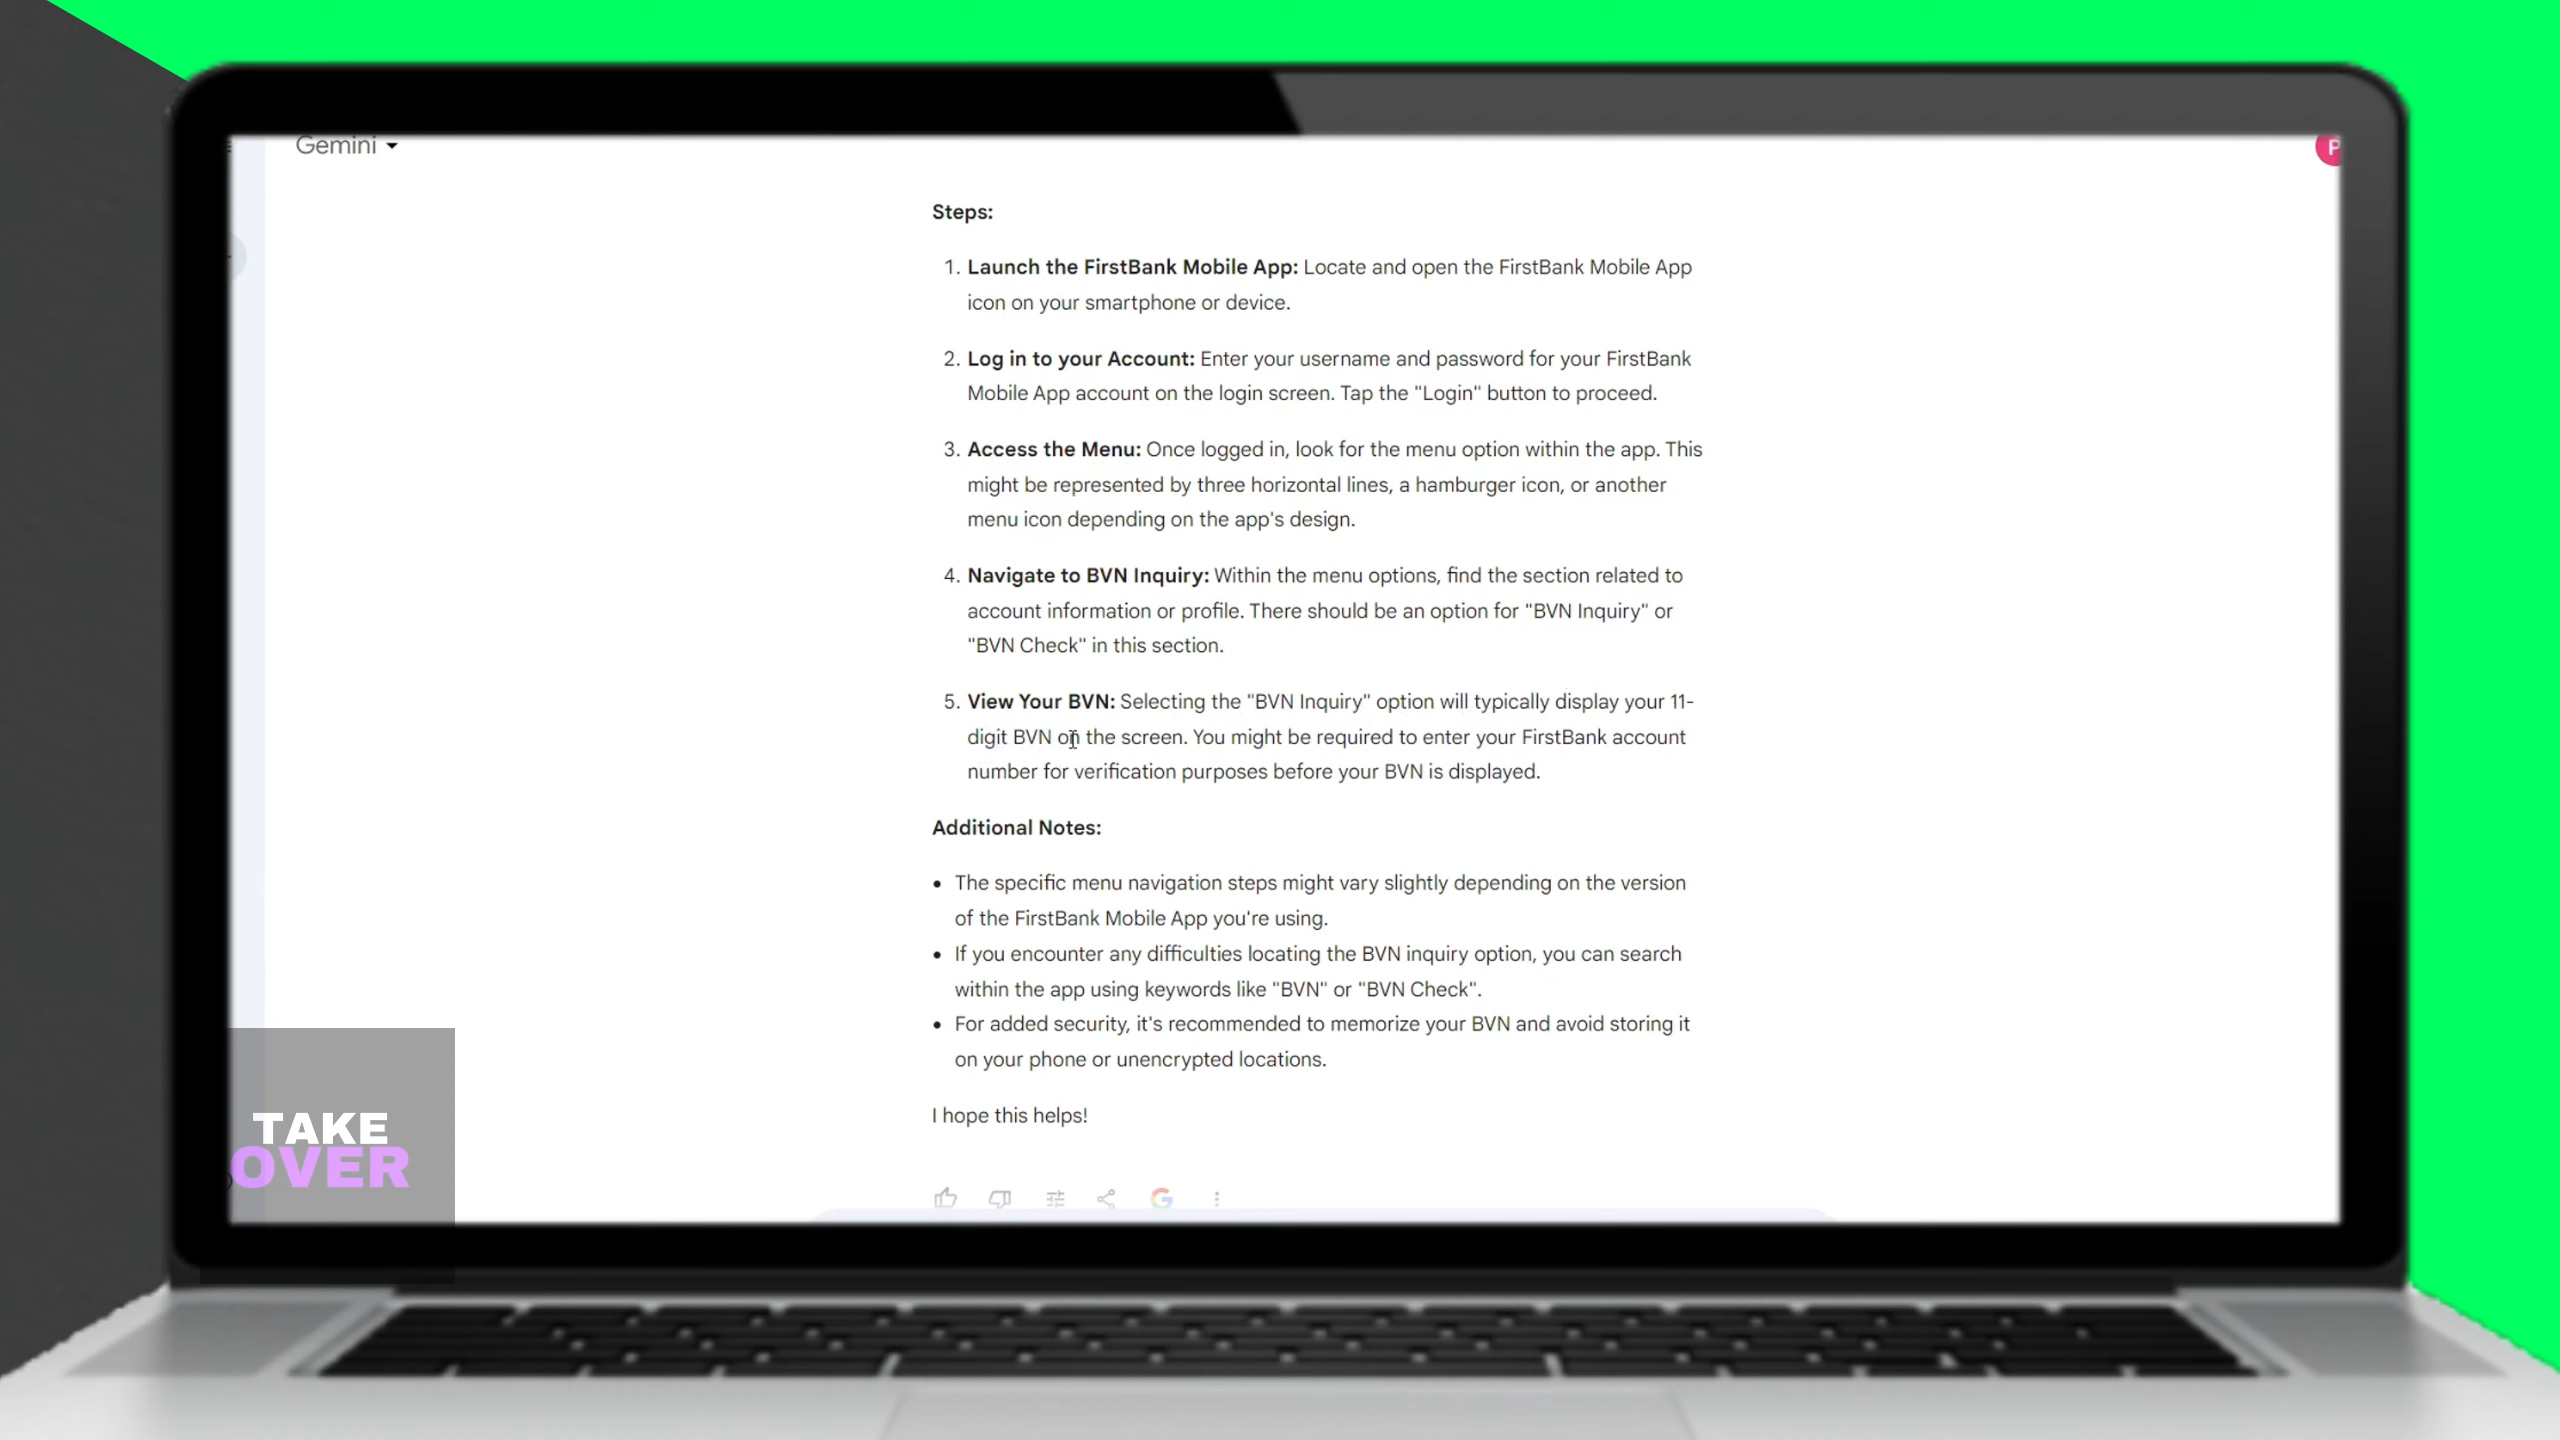 Gemini
P
Steps:
1. Launch the FirstBank Mobile App: Locate and open the FirstBank Mobile App
icon on your smartphone or device.
2. Log in to your Account: Enter your username and password for your FirstBank
Mobile App account on the login screen. Tap the "Login" button to proceed.
3. Access the Menu: Once logged in, look for the menu option within the app. This
might be represented by three horizontal lines, a hamburger icon, or another
menu icon depending on the app's design.
4. Navigate to BVN Inquiry: Within the menu options, find the section related to
account information or profile. There should be an option for "BVN Inquiry" or
"BVN Check" in this section.
5. View Your BVN: Selecting the "BVN Inquiry" option will typically display your 11-
digit BVN on the screen. You might be required to enter your FirstBank account
number for verification purposes before your BVN is displayed.
Additional Notes:
• The specific menu navigation steps might vary slightly depending on the version
of the FirstBank Mobile App you're using.
• If you encounter any difficulties locating the BVN inquiry option, you can search
within the app using keywords like "BVN" or "BVN Check".
• For added security, it's recommended to memorize your BVN and avoid storing it
on your phone or unencrypted locations.
I hope this helps!
TAKE
OVER
G